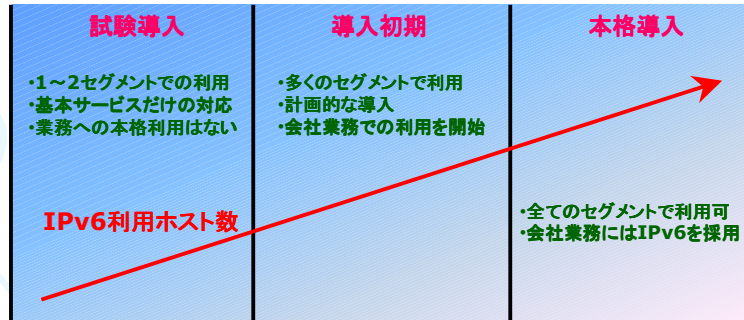 試験導入
・1～2セグメントでの利用
・基本サービスだけの対応
・業務への本格利用はない
IPv6利用ホスト数
導入初期
・多くのセグメントで利用
・計画的な導入
・会社業務での利用を開始
本格導入
・全てのセグメントで利用可
・会社業務にはIPv6を採用